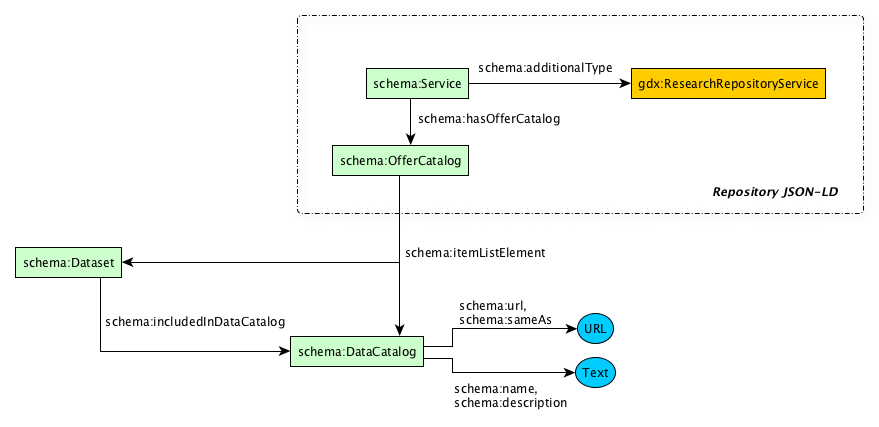 schema:additionalType
schema:Service
gdx:ResearchRepositoryService
schema:hasOfferCatalog
schema:OfferCatalog
Repository JSON-LD
schema:itemListElement
schema:Dataset
schema:includedInDataCatalog
schema:url,
schema:sameAs
URL
schema:DataCatalog
Text
schema:name,
schema:description